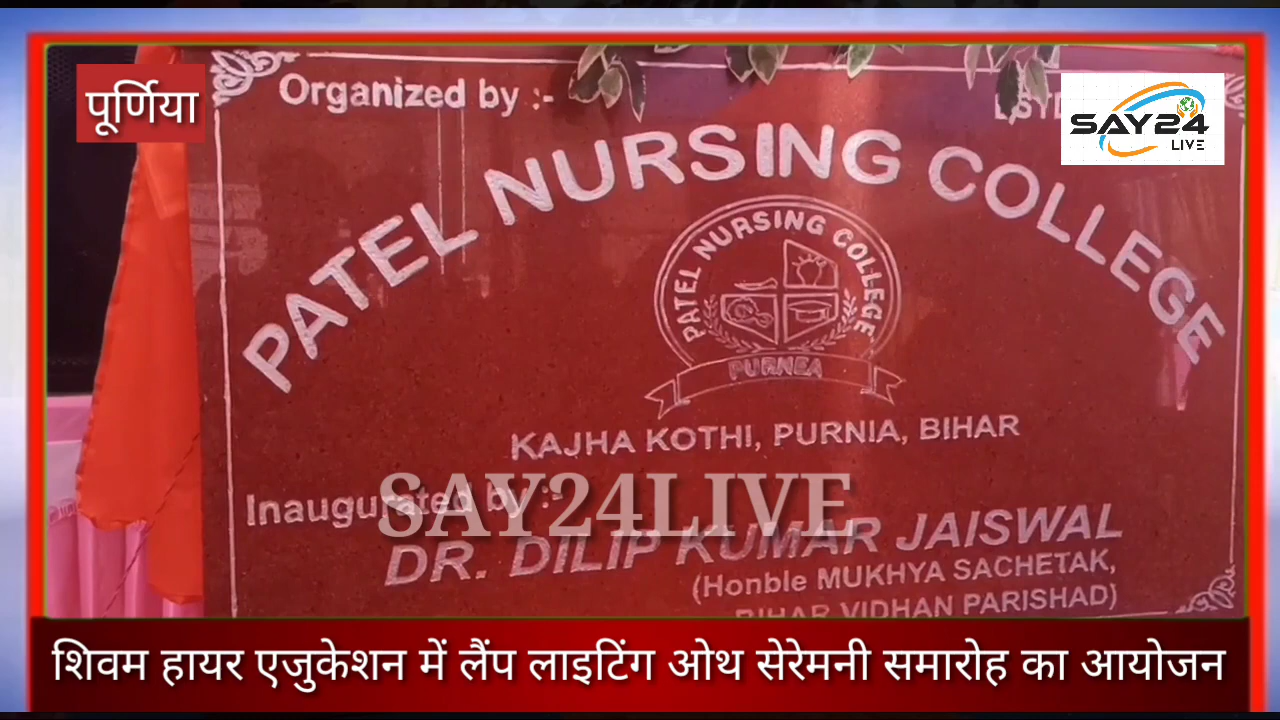 पूर्णिया
Organized by :-
SAY24
LIVE
PATEL NURSING COLLEGE
PATEL NURSING COLLEGE
PURNEA
KAJHA KOTHI, PURNIA, BIHAR
Inaugurated by :-
SAY24LIVE
DR. DILIP KUMAR JAISWAL
(Honble MUKHYA SACHETAK,
BIHAR VIDHAN PARISHAD)
शिवम हायर एजुकेशन में लैंप लाइटिंग ओथ सेरेमनी समारोह का आयोजन